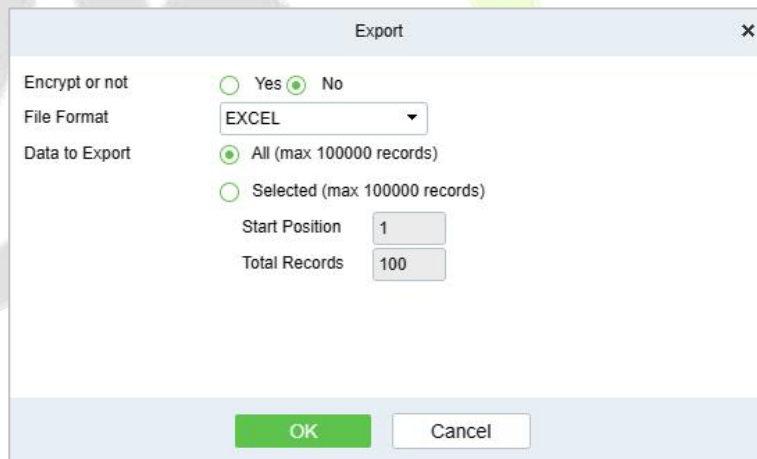 Export
Encrypt or not Yes No
File Format EXCEL
Data to Export All (max 100000 records)
Selected (max 100000 records)
Start Position 1
Total Records 100
OK Cancel